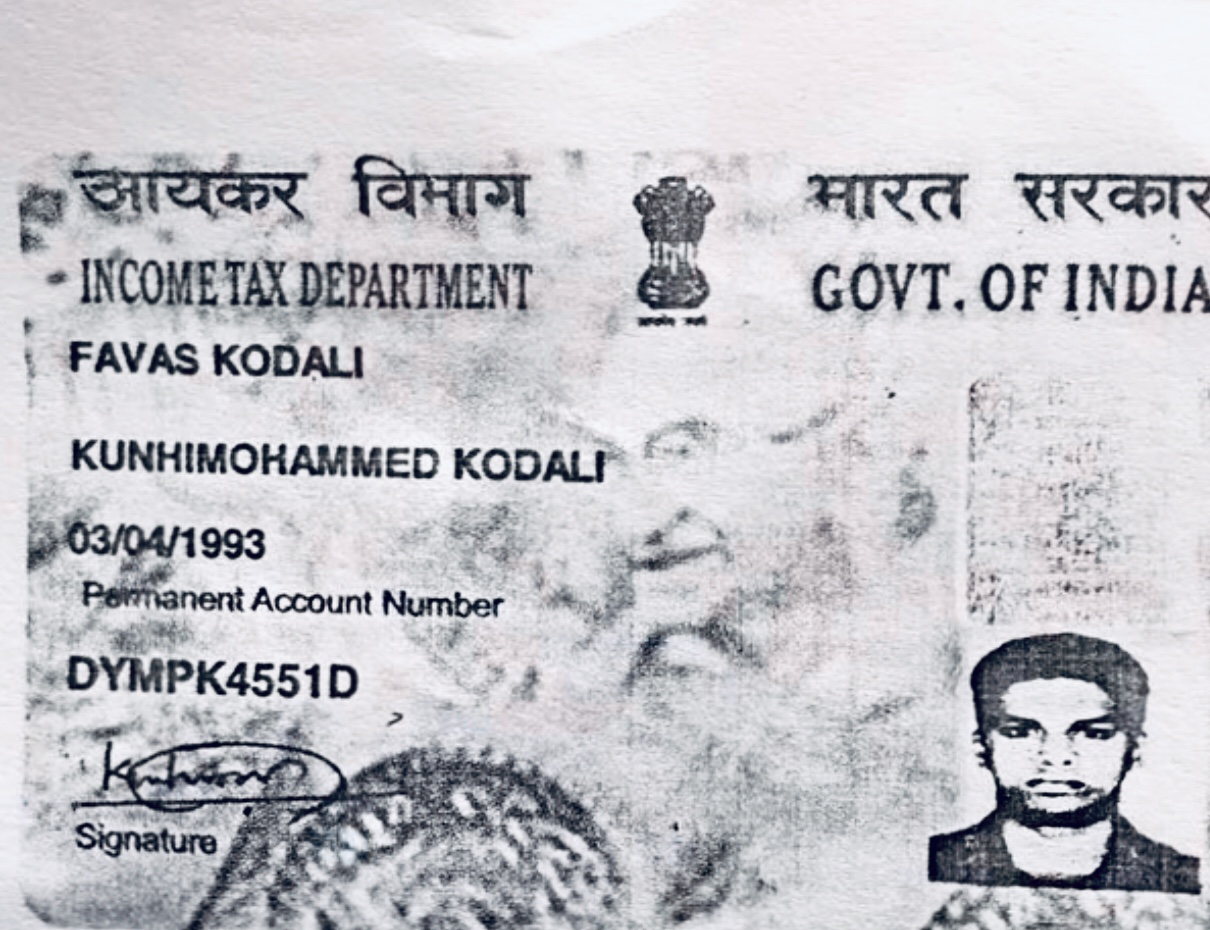 आयकर विभाग
भारत सरकार
INCOME TAX DEPARTMENT
GOVT. OF INDIA
FAVAS KODALI
KUNHIMOHAMMED KODALI
03/04/1993
Permanent Account Number
DYMPK4551D
Signature